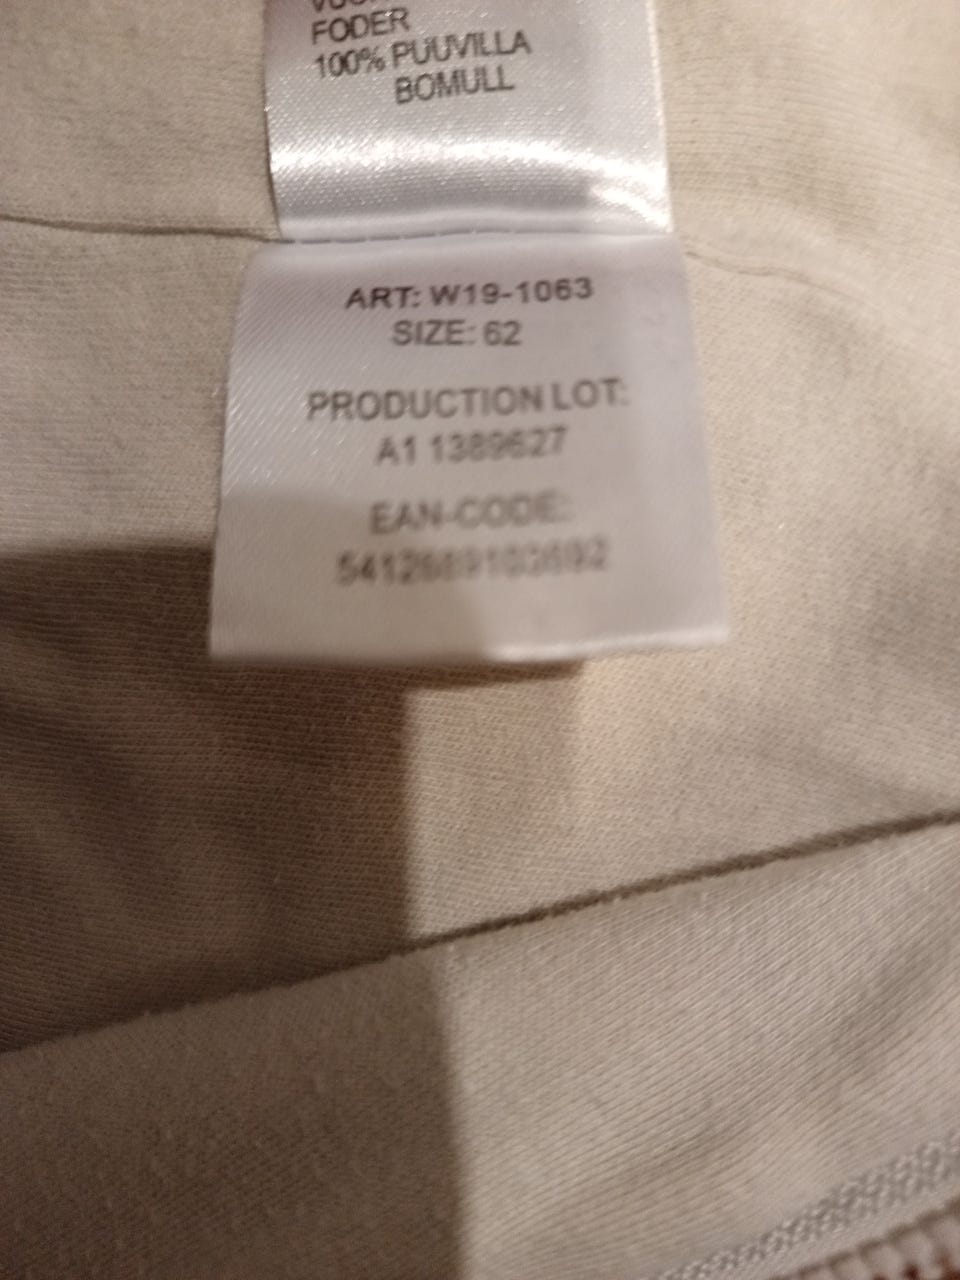 FODER
100% PUUVILLA
BOMULL
ART: W19-1063
SIZE: 62
PRODUCTION LOT:
A1 1389627
EAN-CODE: